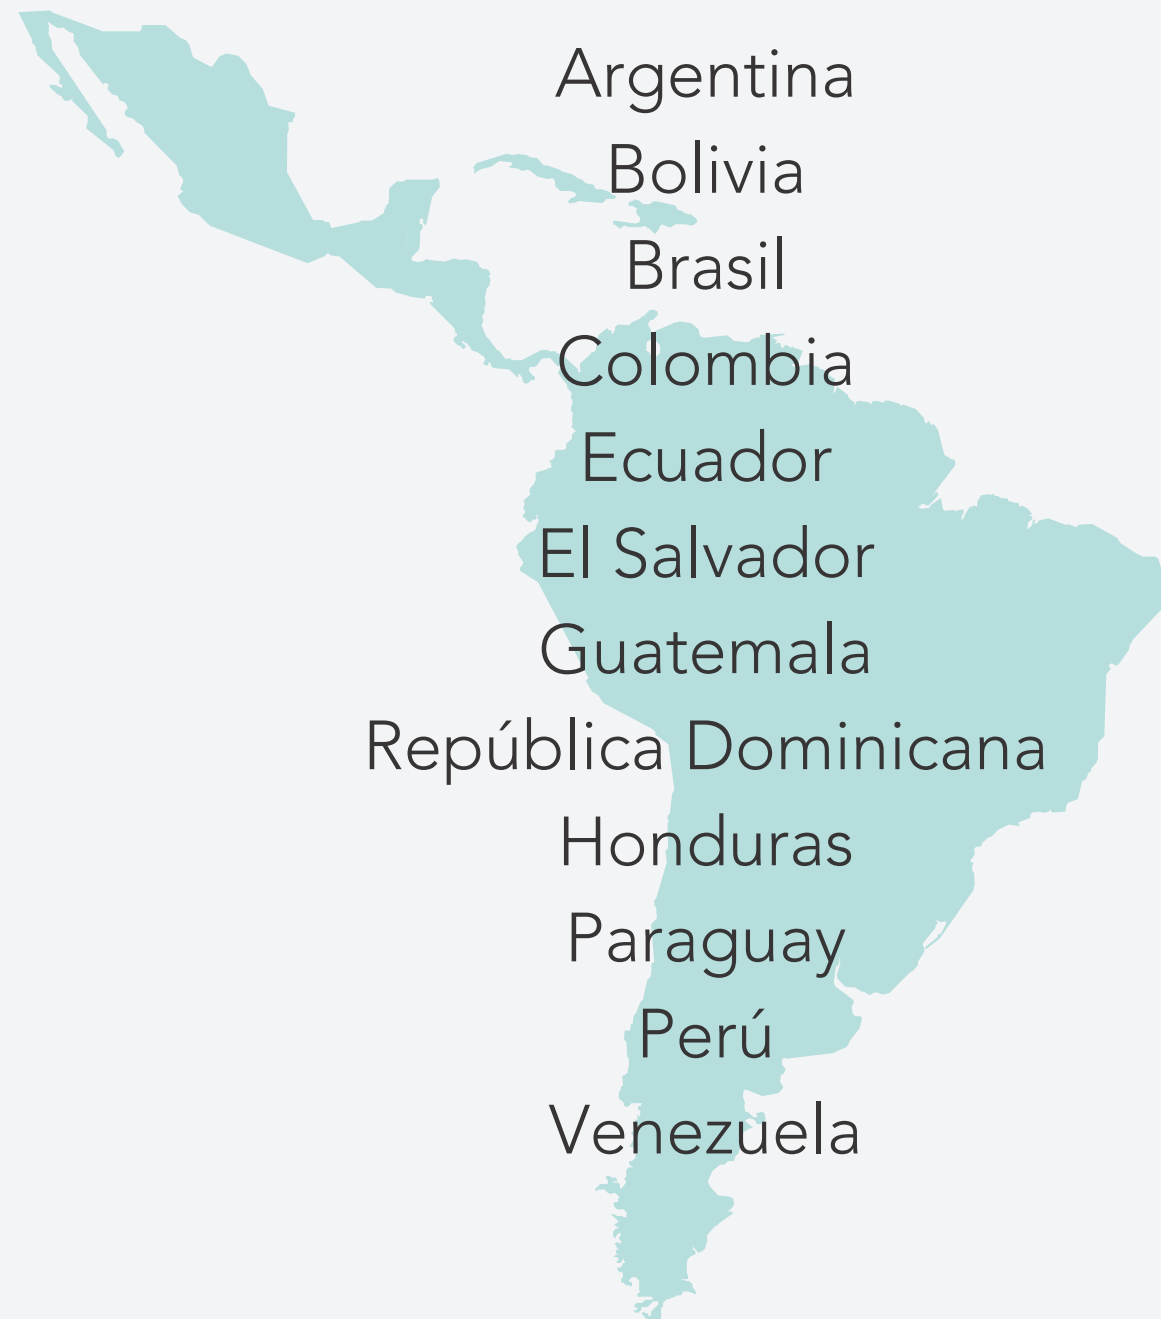 Argentina
Bolivia
Brasil
Colombia
Ecuador
El Salvador
Guatemala
República Dominicana
Honduras
Paraguay
Perú
Venezuela